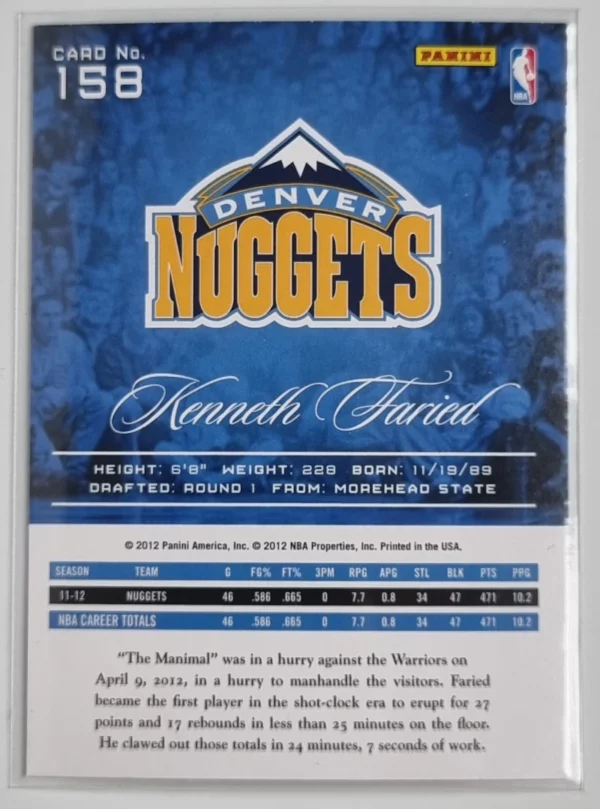 CARD No. PANINI
158
NBA
DENVER
NUGGETS
Kenneth Faried
HEIGHT: 6'8" WEIGHT: 228 BORN: 11/19/89
DRAFTED: ROUND 1 FROM: MOREHEAD STATE
© 2012 Panini America, Inc. © 2012 NBA Properties, Inc. Printed in the USA.
SEASON TEAM G FG% FT% 3PM RPG APG STL BLK PTS PPG
11-12 NUGGETS 46 .586 .665 0 7.7 0.8 34 47 471 10.2
NBA CAREER TOTALS 46 .586 .665 0 7.7 0.8 34 47 471 10.2
"The Manimal" was in a hurry against the Warriors on
April 9, 2012, in a hurry to manhandle the visitors. Faried
became the first player in the shot-clock era to erupt for 27
points and 17 rebounds in less than 25 minutes on the floor.
He clawed out those totals in 24 minutes, 7 seconds of work.